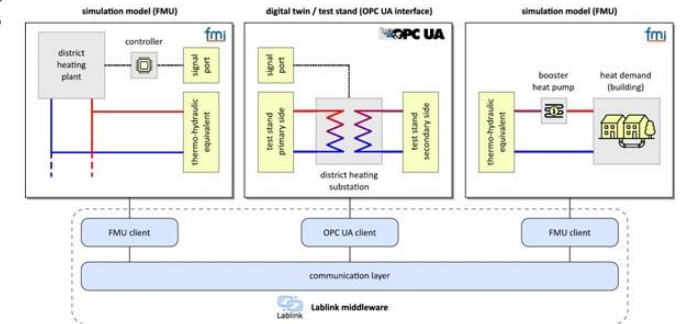 simulation model (FMU)
fmi
district
heating
plant
controller
signal
port
thermo-hydraulic
equivalent
digital twin / test stand (OPC UA interface)
OPC UA
signal
port
test stand
primary side
test stand
secondary side
district heating
substation
simulation model (FMU)
fmi
thermo-hydraulic
equivalent
booster
heat pump
heat demand
(building)
FMU client
OPC UA client
FMU client
communication layer
Lablink
Lablink middleware